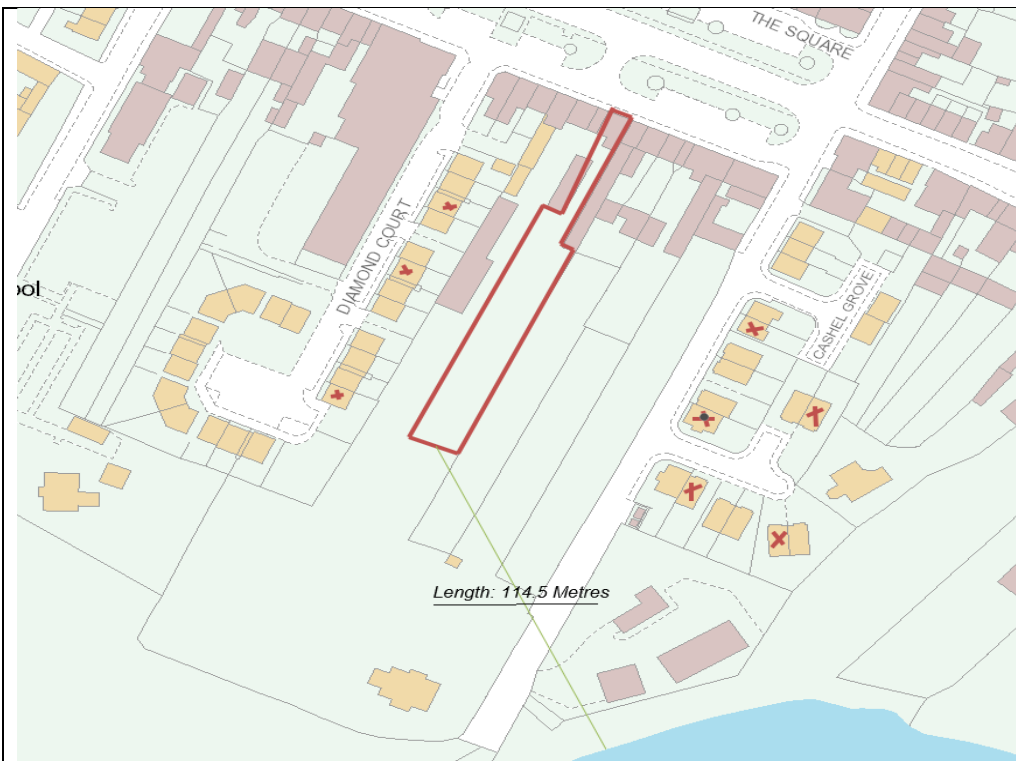 THE SQUARE
DIAMOND COURT
ool
CASHEL GROVE
Length: 114.5 Metres